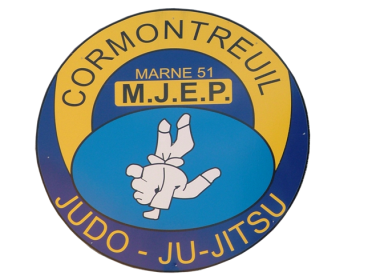 CORMONTREUIL
MARNE 51
M.J.E.P.
JUDO - JU-JITSU